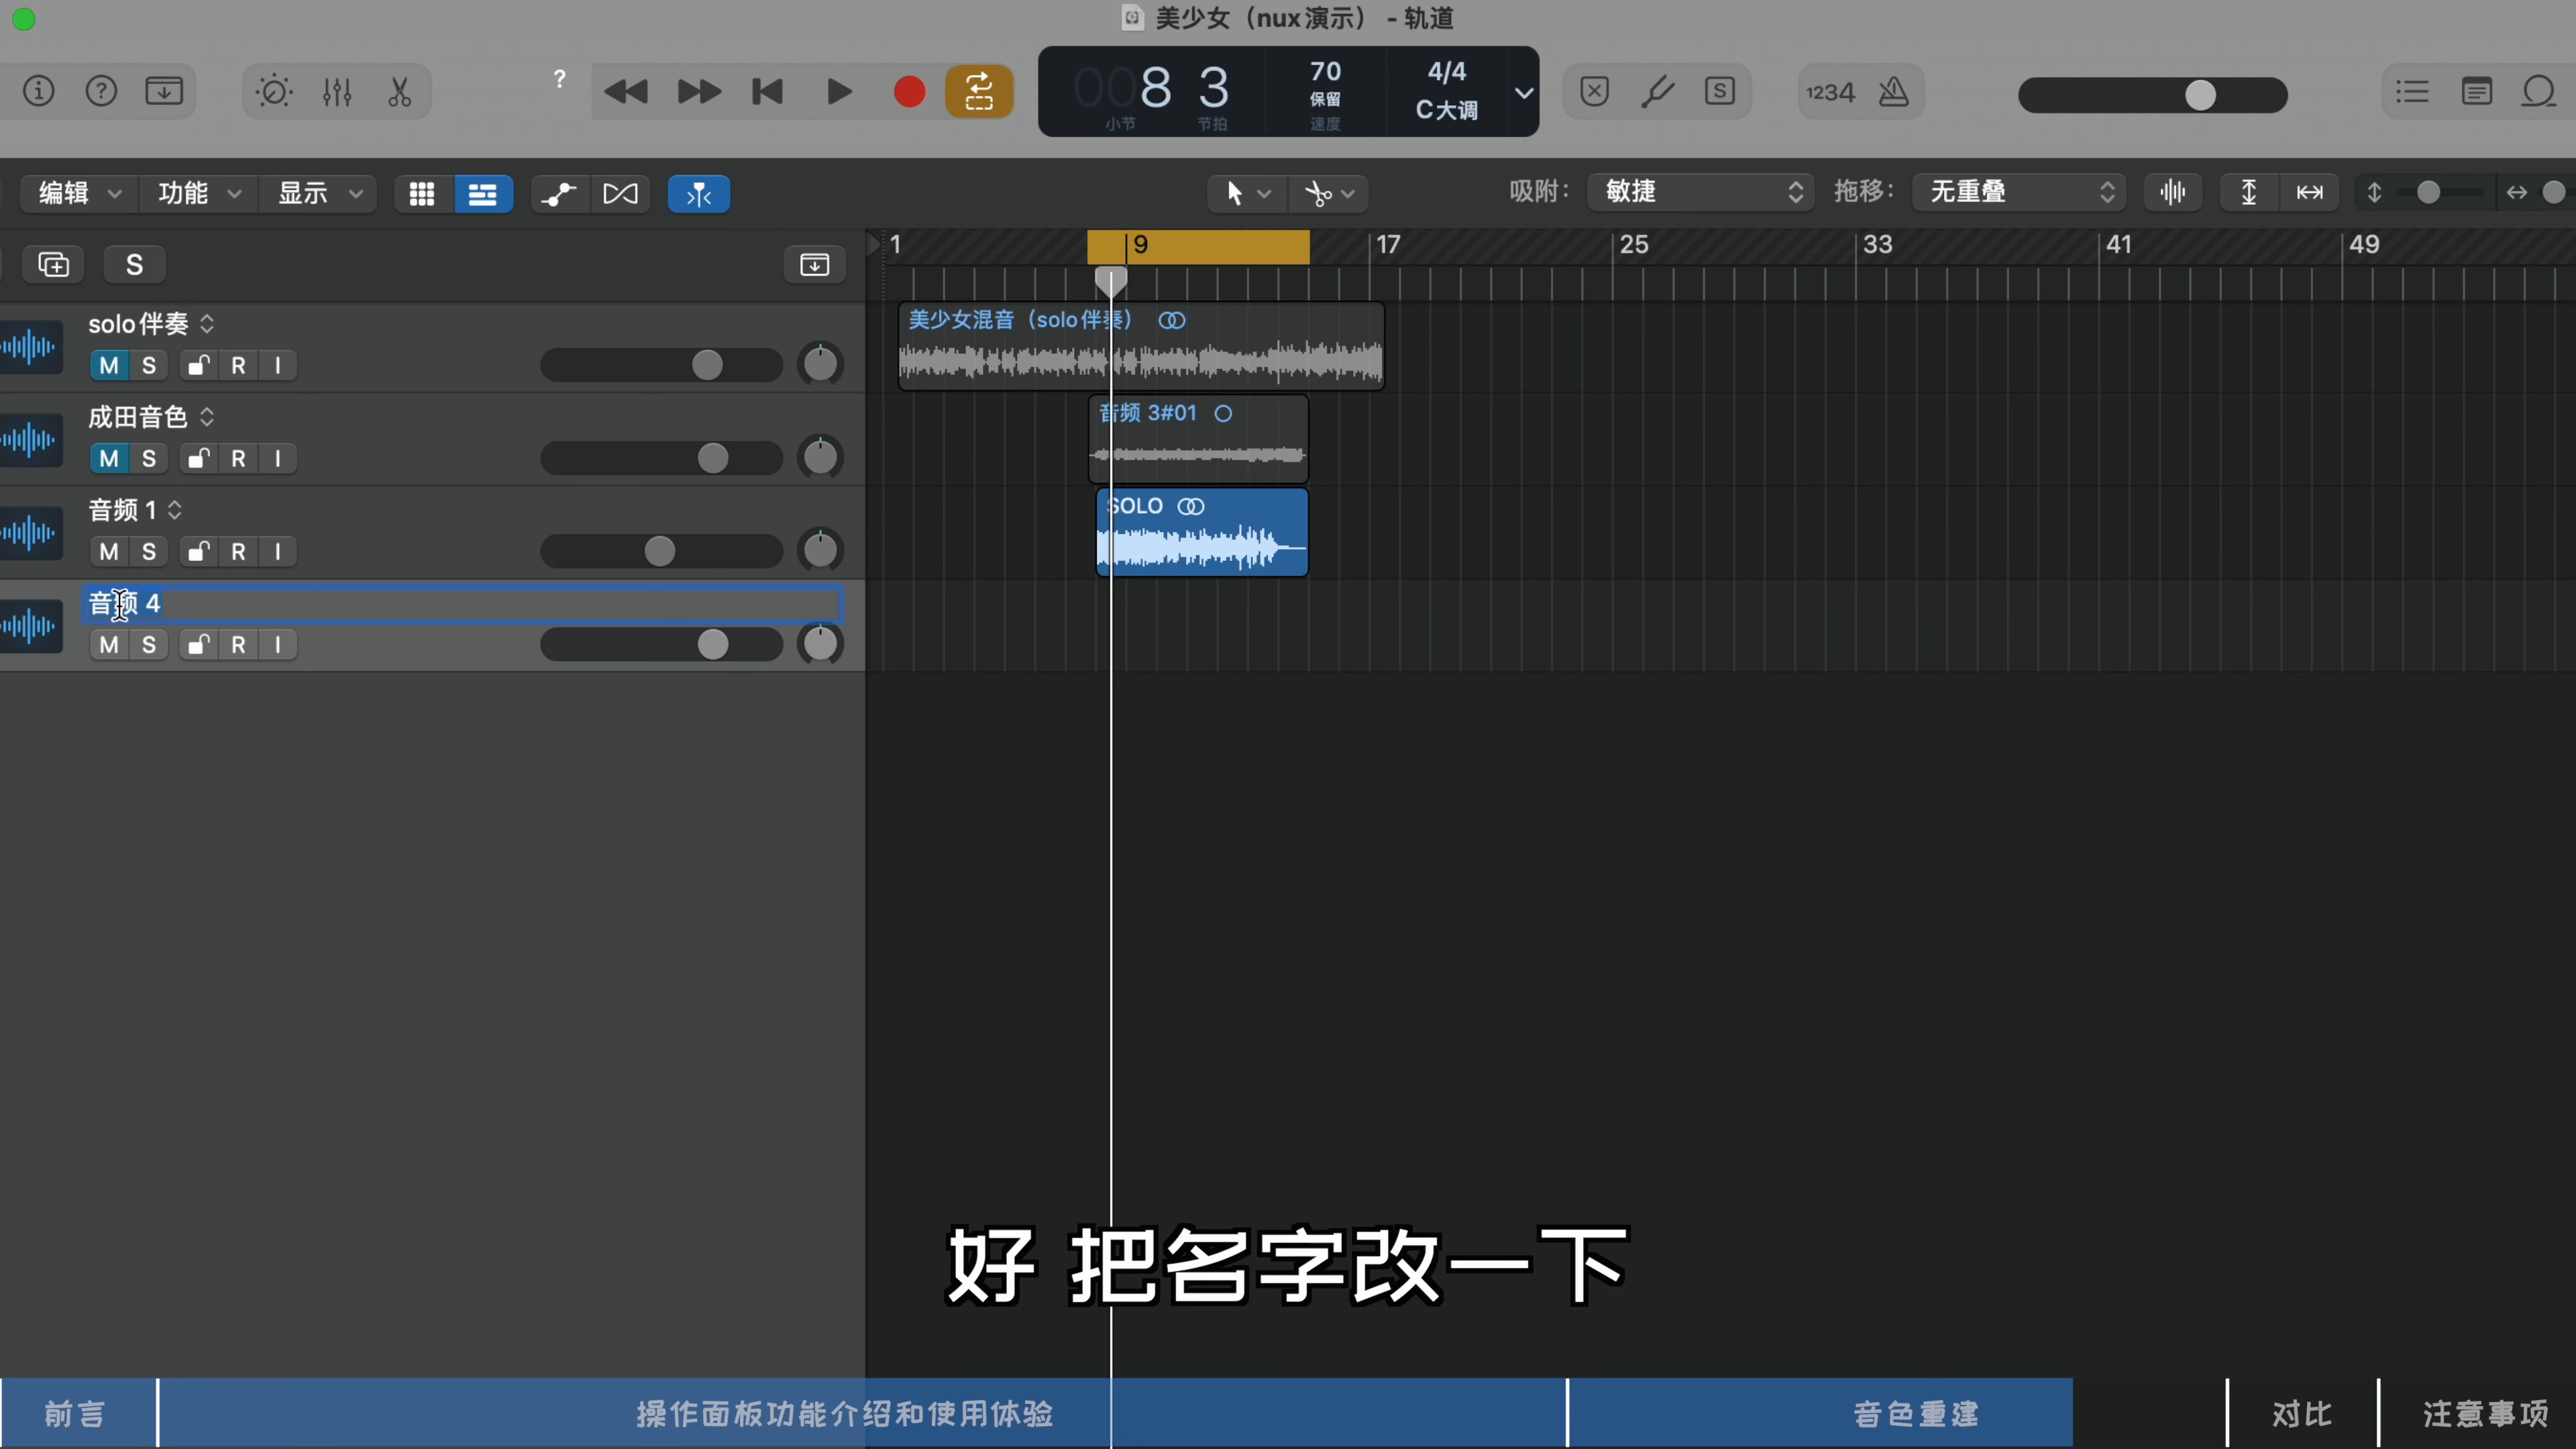 美少女（nux演示） - 轨道
?
008 3
小节 节拍
70
保留
速度
4/4
C大调
1234
编辑 功能 显示
吸附： 敏捷 拖移： 无重叠
S
1 9 17 25 33 41 49
solo伴奏
M S R I
美少女混音（solo伴奏）
成田音色
M S R I
音频 3#01
音频 1
M S R I
SOLO
音频 4
M S R I
好 把名字改一下
前言 操作面板功能介绍和使用体验 音色重建 对比 注意事项